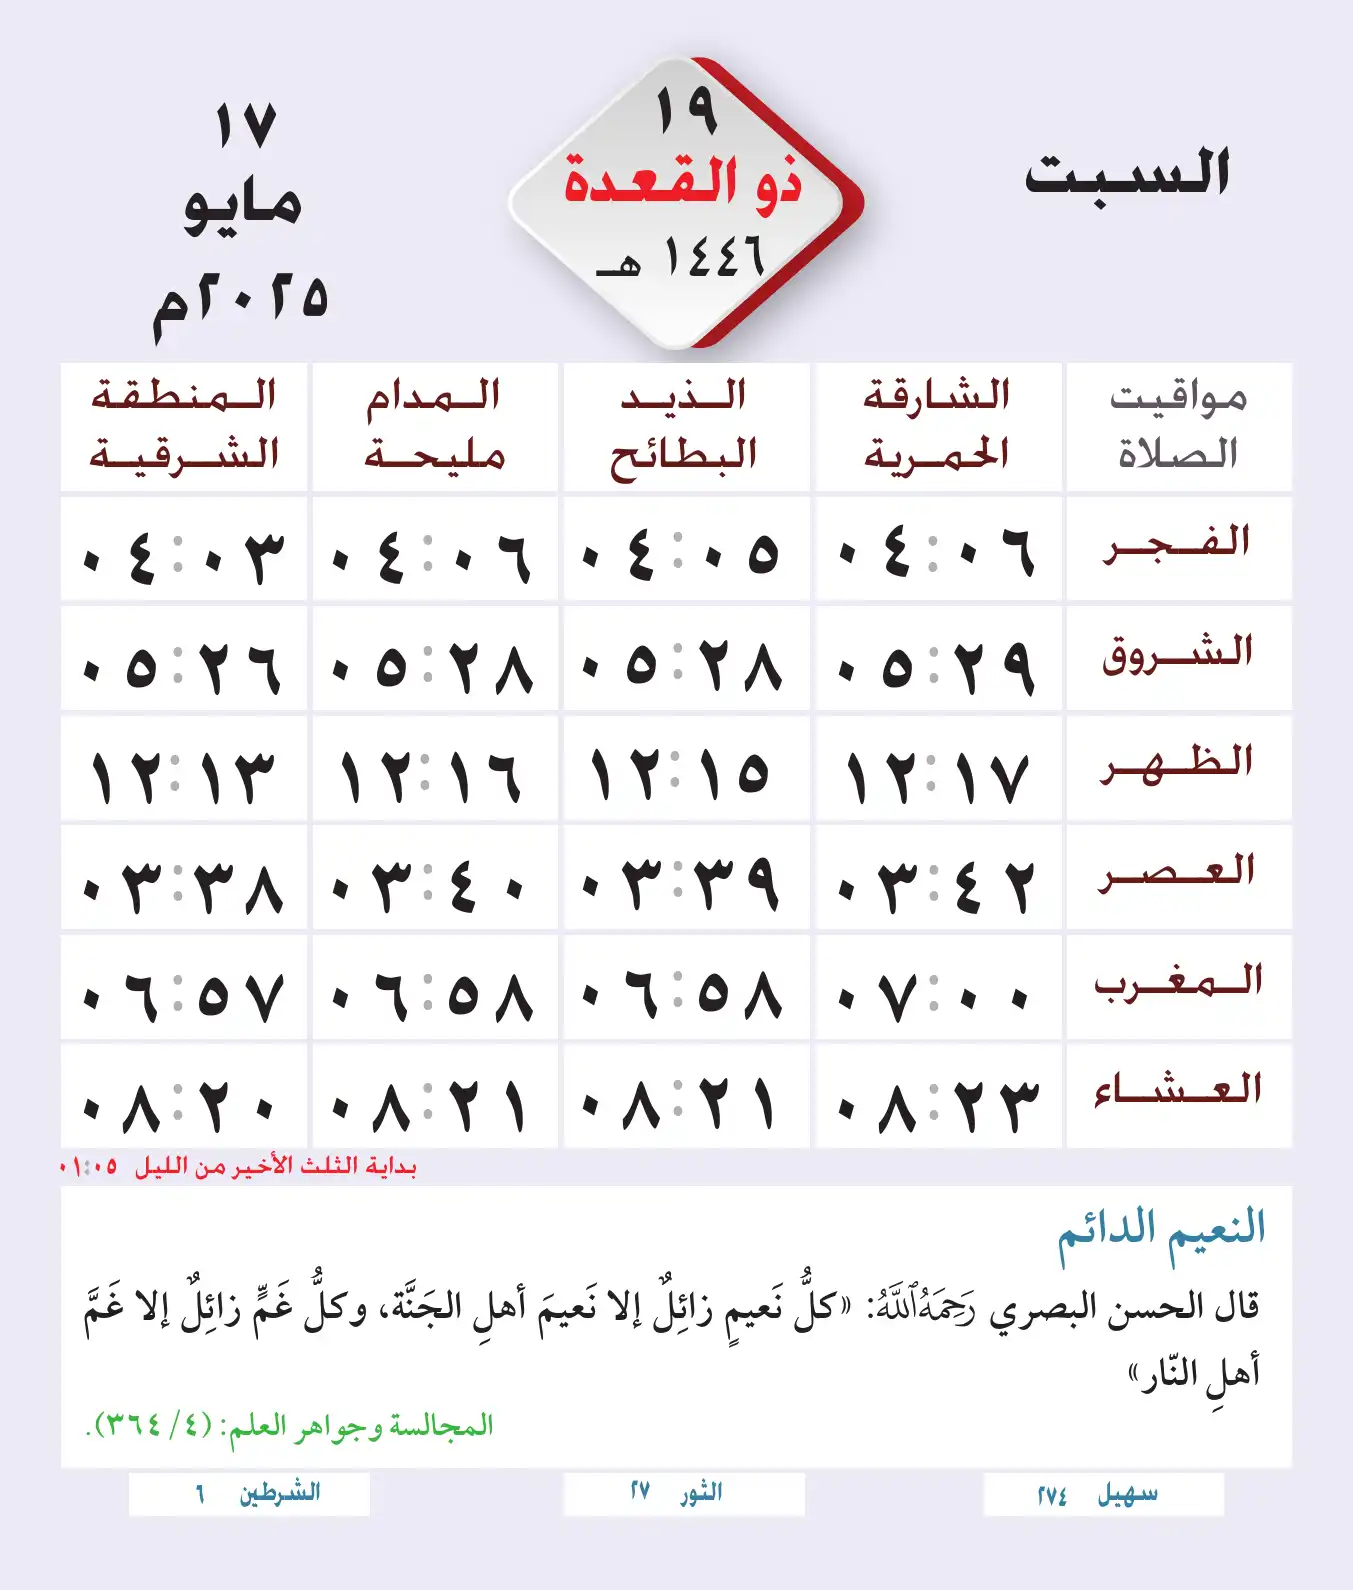 السبت
١٩
ذو القعدة
١٤٤٦ هـ
١٧
مايو
٢٠٢٥م
مواقيت الصلاة	الشارقة الحمرية	الذيد البطائح	المدام مليحة	المنطقة الشرقية
الفجر	٠٤:٠٦	٠٤:٠٥	٠٤:٠٦	٠٤:٠٣
الشروق	٠٥:٢٩	٠٥:٢٨	٠٥:٢٨	٠٥:٢٦
الظهر	١٢:١٧	١٢:١٥	١٢:١٦	١٢:١٣
العصر	٠٣:٤٢	٠٣:٣٩	٠٣:٤٠	٠٣:٣٨
المغرب	٠٧:٠٠	٠٦:٥٨	٠٦:٥٨	٠٦:٥٧
العشاء	٠٨:٢٣	٠٨:٢١	٠٨:٢١	٠٨:٢٠
بداية الثلث الأخير من الليل ٠١:٠٥
النعيم الدائم
قال الحسن البصري رَحِمَهُ ٱللَّهُ: «كلُّ نَعيمٍ زائِلٌ إلا نَعيمَ أهلِ الجَنَّة، وكلُّ غَمٍّ زائِلٌ إلا غَمَّ
أهلِ النّار»
المجالسة وجواهر العلم: (٤/ ٣٦٤).
سهيل ٢٧٤
الثور ٢٧
الشرطين ٦